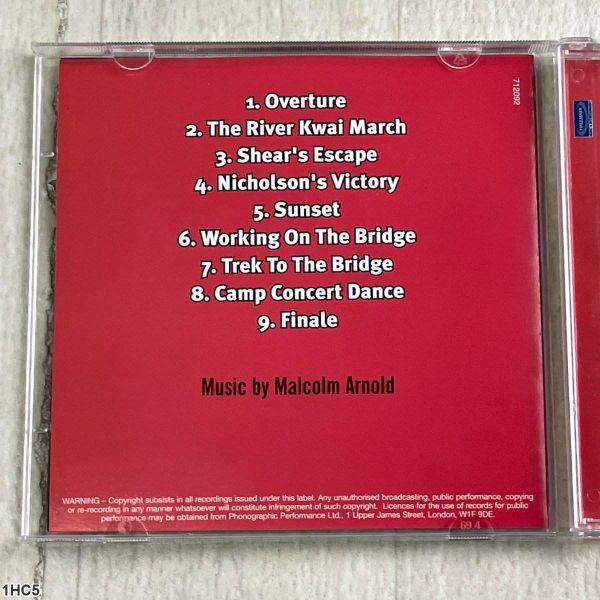 712092
1. Overture
2. The River Kwai March
3. Shear's Escape
4. Nicholson's Victory
5. Sunset
6. Working On The Bridge
7. Trek To The Bridge
8. Camp Concert Dance
9. Finale
Music by Malcolm Arnold
WARNING – Copyright subsists in all recordings issued under this label. Any unauthorised broadcasting, public performance, copying
or re-recording in any manner whatsoever will constitute infringement of such copyright. Licences for the use of records for public
performance may be obtained from Phonographic Performance Ltd., 1 Upper James Street, London, W1F 9DE.
69 4
1HC5